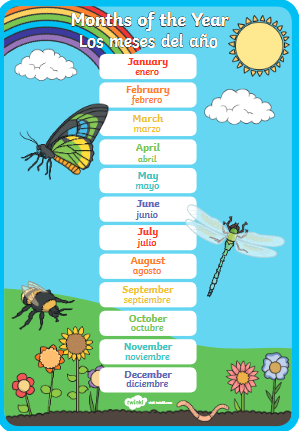 Months of the Year
Los meses del año
January
enero
February
febrero
March
marzo
April
abril
May
mayo
June
junio
July
julio
August
agosto
September
septiembre
October
octubre
November
noviembre
December
diciembre
twinkl